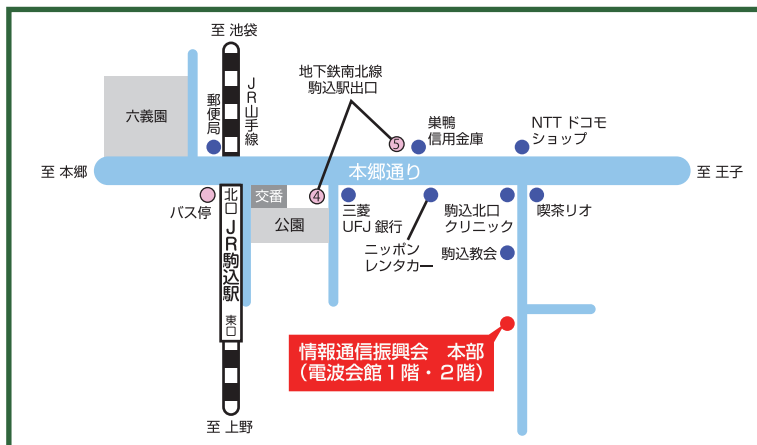 至 池袋
六義園
郵便局
JR山手線
地下鉄南北線
駒込駅出口
⑤
巣鴨
信用金庫
NTT ドコモ
ショップ
至 本郷
本郷通り
至 王子
バス停
北口
JR駒込駅
東口
交番
④
公園
三菱
UFJ 銀行
ニッポン
レンタカー
駒込北口
クリニック
喫茶リオ
駒込教会
情報通信振興会 本部
(電波会館1階・2階)
至 上野